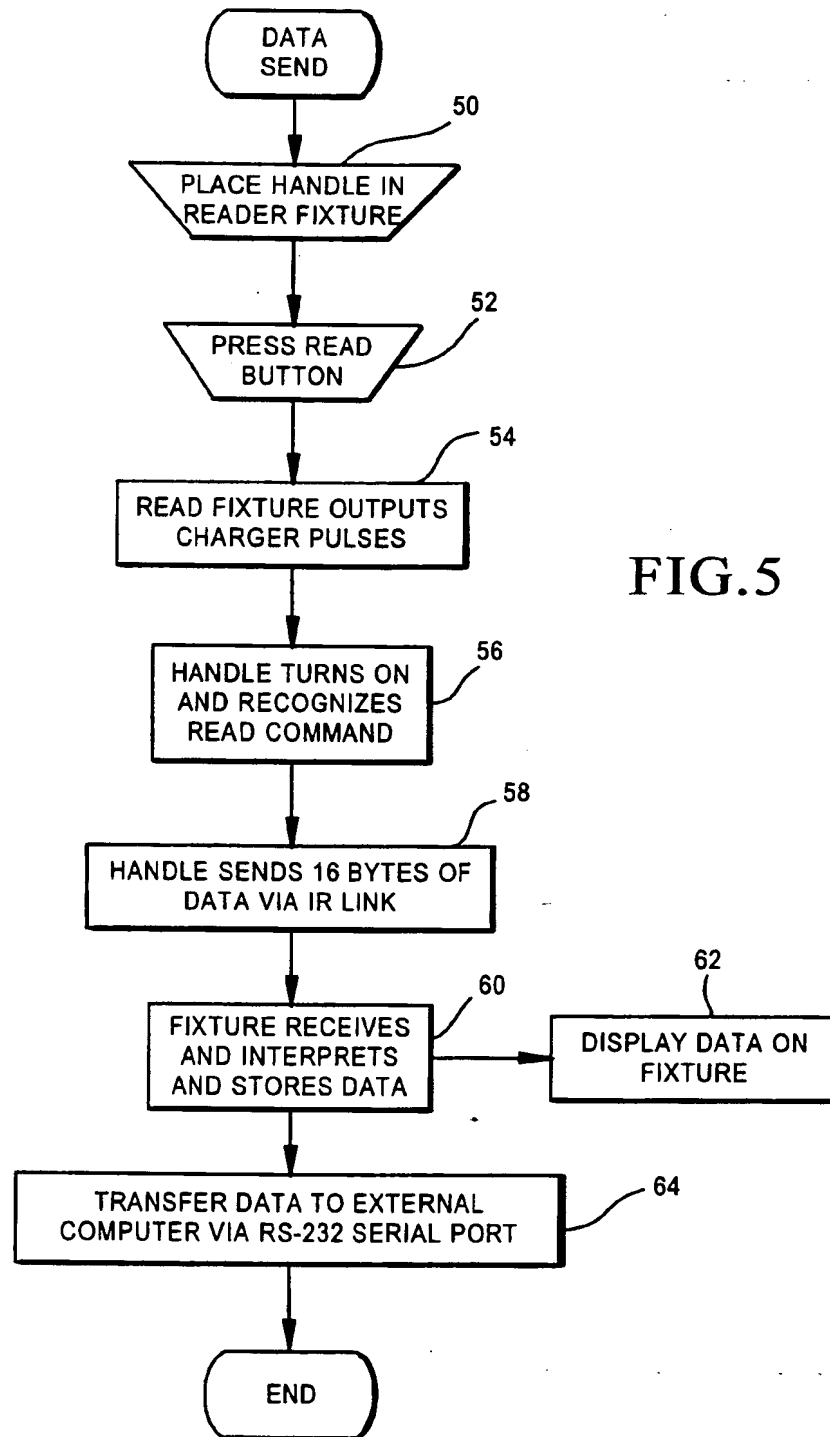 DATA
SEND
50
PLACE HANDLE IN
READER FIXTURE
52
PRESS READ
BUTTON
54
READ FIXTURE OUTPUTS
CHARGER PULSES
FIG.5
56
HANDLE TURNS ON
AND RECOGNIZES
READ COMMAND
58
HANDLE SENDS 16 BYTES OF
DATA VIA IR LINK
60
FIXTURE RECEIVES
AND INTERPRETS
AND STORES DATA
62
DISPLAY DATA ON
FIXTURE
64
TRANSFER DATA TO EXTERNAL
COMPUTER VIA RS-232 SERIAL PORT
END